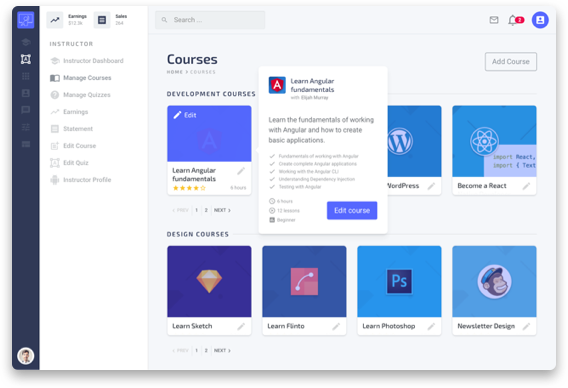 Earnings
$12.3k
Sales
264
Search ...
2
INSTRUCTOR
Instructor Dashboard
Manage Courses
Manage Quizzes
Earnings
Statement
Edit Course
Edit Quiz
Instructor Profile
Courses
HOME > COURSES
Add Course
DEVELOPMENT COURSES
Edit
Learn Angular
fundamentals
6 hours
Learn Angular
fundamentals
with Elijah Murray
Learn the fundamentals of working
with Angular and how to create
basic applications.
Fundamentals of working with Angular
Create complete Angular applications
Working with the Angular CLI
Understanding Dependency Injection
Testing with Angular
6 hours
12 lessons
Beginner
Edit course
WordPress
import React,
import { Text
Become a React
< PREV 1 2 NEXT >
DESIGN COURSES
Learn Sketch
Learn Flinto
Ps
Learn Photoshop
Newsletter Design
< PREV 1 2 NEXT >